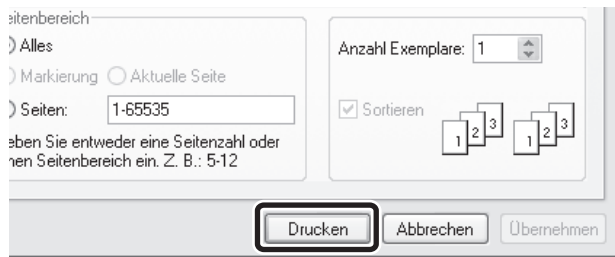 eitenbereich
Alles
Markierung Aktuelle Seite
Seiten: 1-65535
eben Sie entweder eine Seitenzahl oder
nen Seitenbereich ein. Z. B.: 5-12
Anzahl Exemplare: 1
Sortieren
1 2 3 1 2 3
Drucken Abbrechen Übernehmen